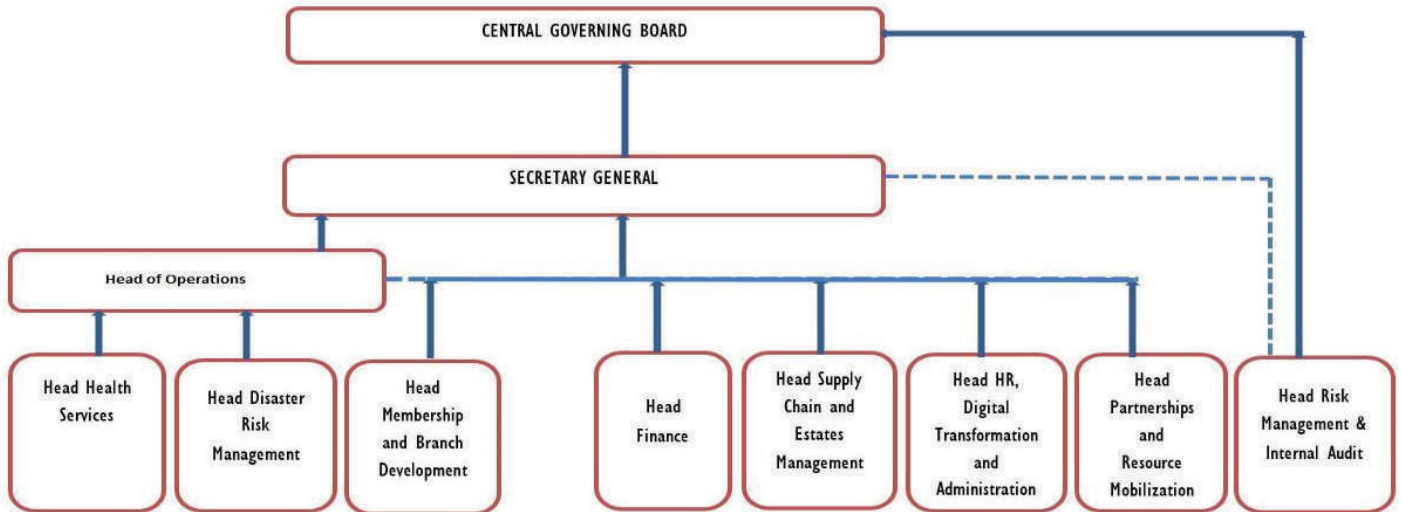 CENTRAL GOVERNING BOARD
SECRETARY GENERAL
Head of Operations
Head Health
Services
Head Disaster
Risk
Management
Head
Membership
and Branch
Development
Head
Finance
Head Supply
Chain and
Estates
Management
Head HR,
Digital
Transformation
and
Administration
Head
Partnerships
and
Resource
Mobilization
Head Risk
Management &
Internal Audit